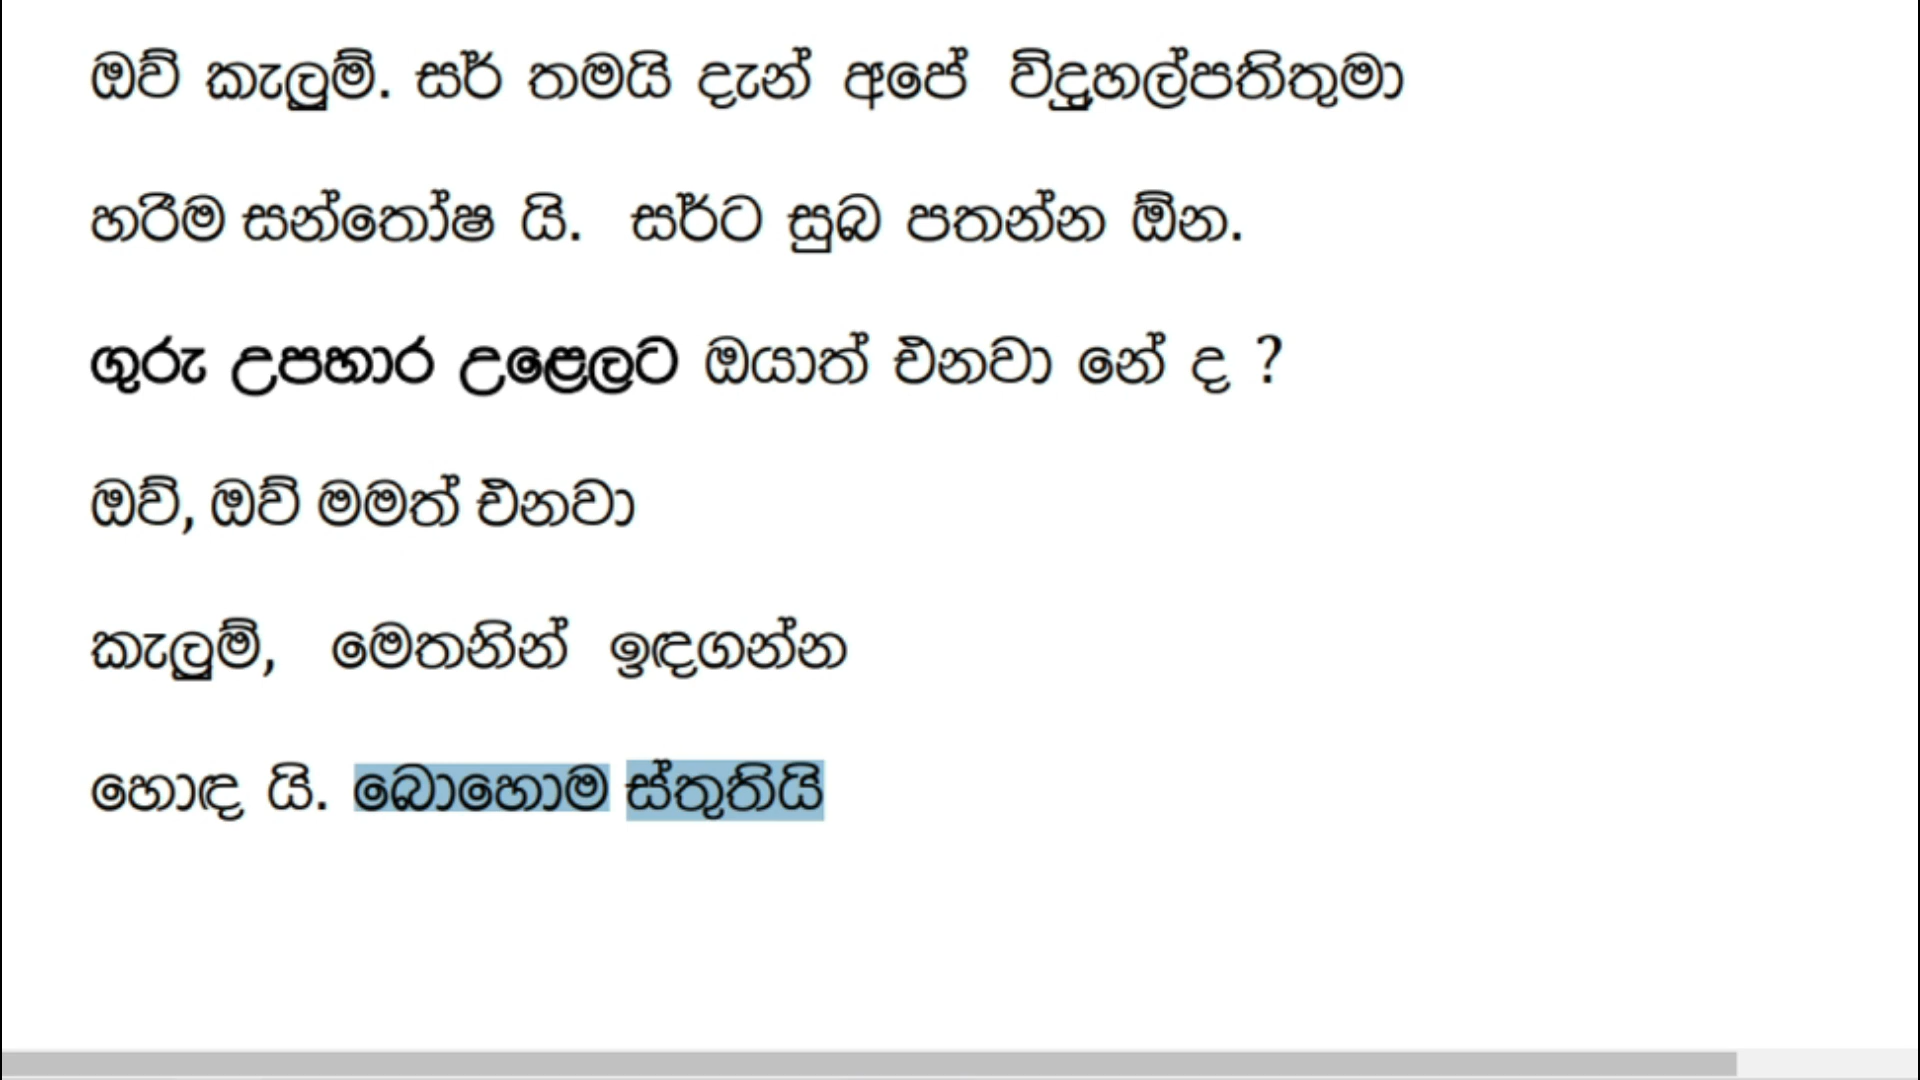 ඔව් කැලුම්. සර් තමයි දැන් අපේ විදුහල්පතිතුමා
හරිම සන්තෝෂ යි. සර්ට සුබ පතන්න ඕන.
ගුරු උපහාර උළෙලට ඔයාත් එනවා නේ ද ?
ඔව්, ඔව් මමත් එනවා
කැලුම්, මෙතනින් ඉඳගන්න
හොඳ යි. බොහොම ස්තුතියි